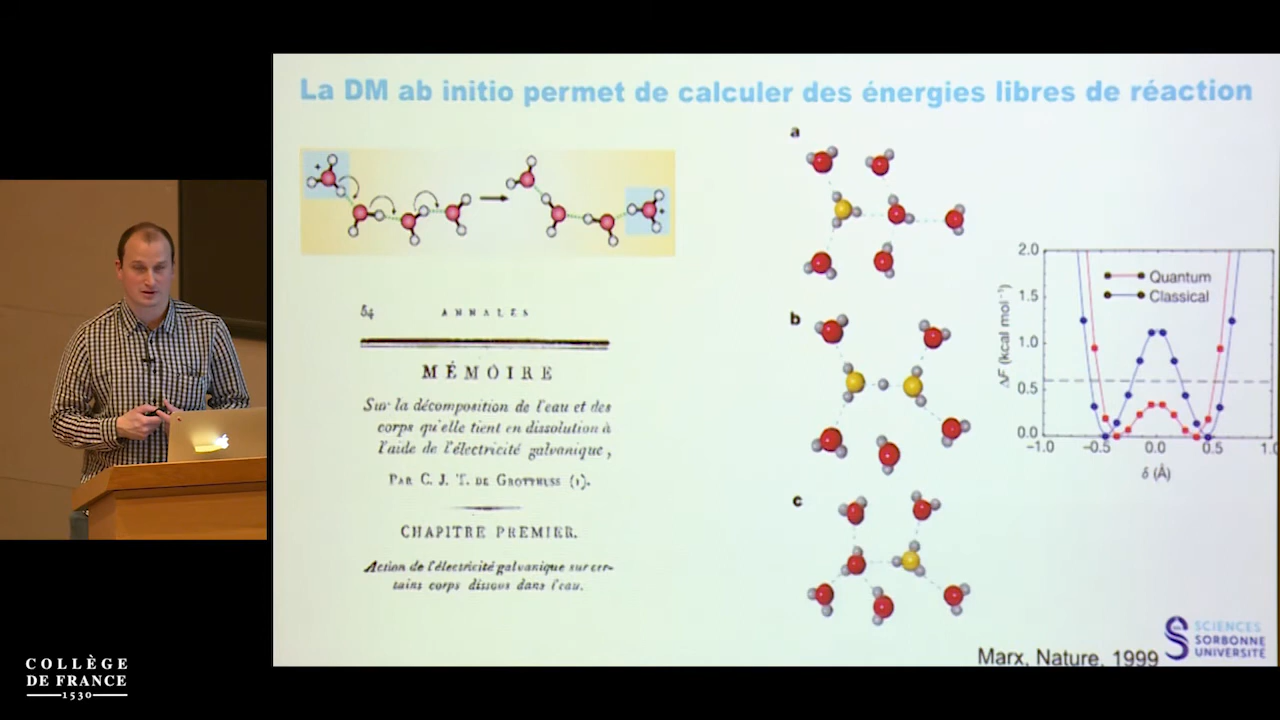 La DM ab initio permet de calculer des énergies libres de réaction
+
+
54 ANNALES
MÉMOIRE
Sur la décomposition de l'eau et des
corps qu'elle tient en dissolution à
l'aide de l'électricité galvanique,
PAR C. J. T. DE GROTTHUSS (1).
CHAPITRE PREMIER.
Action de l'électricité galvanique sur cer-
tains corps dissous dans l'eau.
a
b
c
Quantum
Classical
ΔF (kcal mol⁻¹)
2.0
1.5
1.0
0.5
0.0
−1.0 −0.5 0.0 0.5 1.0
δ (Å)
Marx, Nature, 1999
SCIENCES
SORBONNE
UNIVERSITÉ
COLLÈGE
DE FRANCE
1530